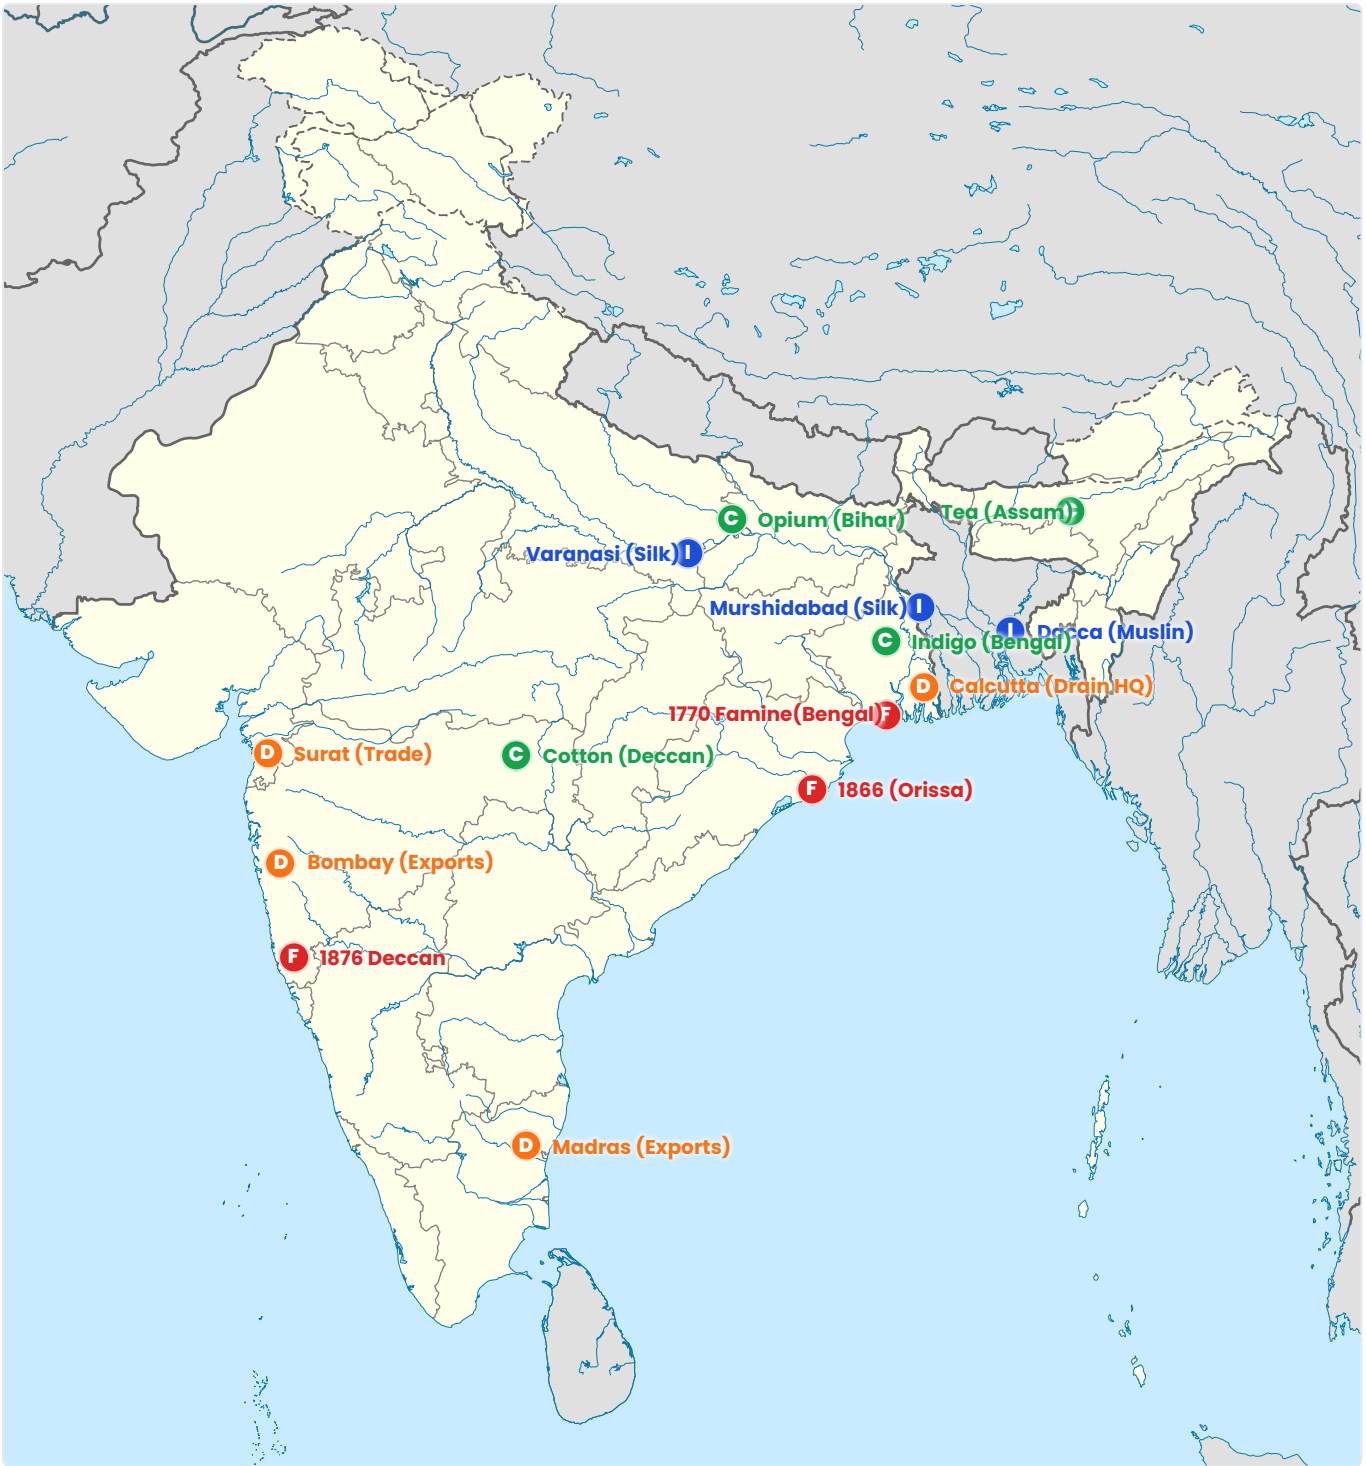 C Opium (Bihar)
Tea (Assam)
Varanasi (Silk) I
Murshidabad (Silk) I
I Dacca (Muslin)
C Indigo (Bengal)
D Calcutta (Drain HQ)
1770 Famine(Bengal) F
D Surat (Trade)
C Cotton (Deccan)
F 1866 (Orissa)
D Bombay (Exports)
F 1876 Deccan
D Madras (Exports)